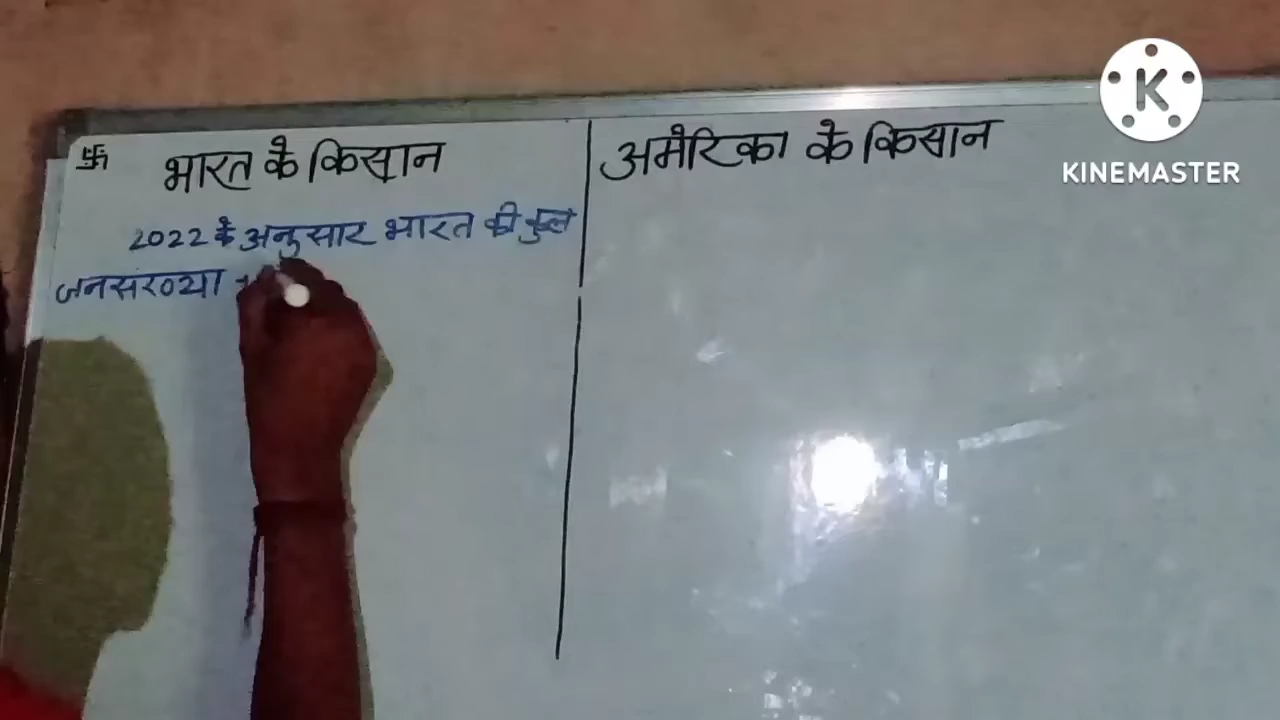 卐 भारत के किसान
अमेरिका के किसान
2022 के अनुसार भारत की कुल
जनसंख्या
K
KINEMASTER